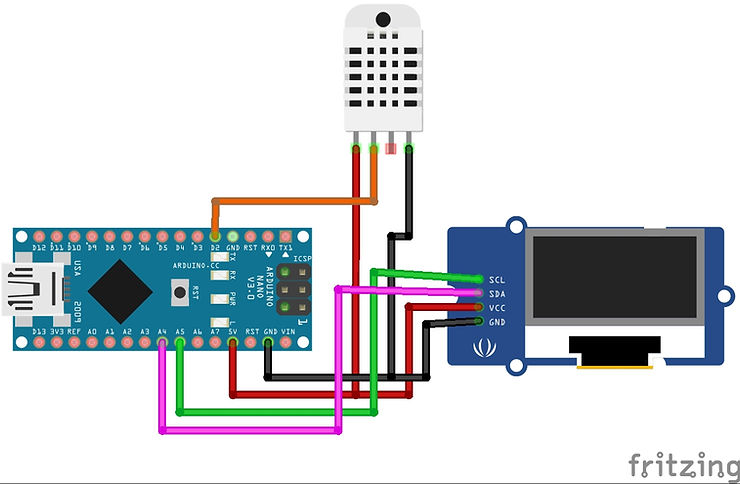 D12 D11 D10 D9 D8 D7 D6 D5 D4 D3 D2 GND RST RX0 TX1
TX
RX
PWR
L
ARDUINO.CC
RST
ICSP
ARDUINO
NANO
V3.0
1
USA
2009
D13 3V3 REF A0 A1 A2 A3 A4 A5 A6 A7 5V RST GND VIN
SCL
SDA
VCC
GND
fritzing